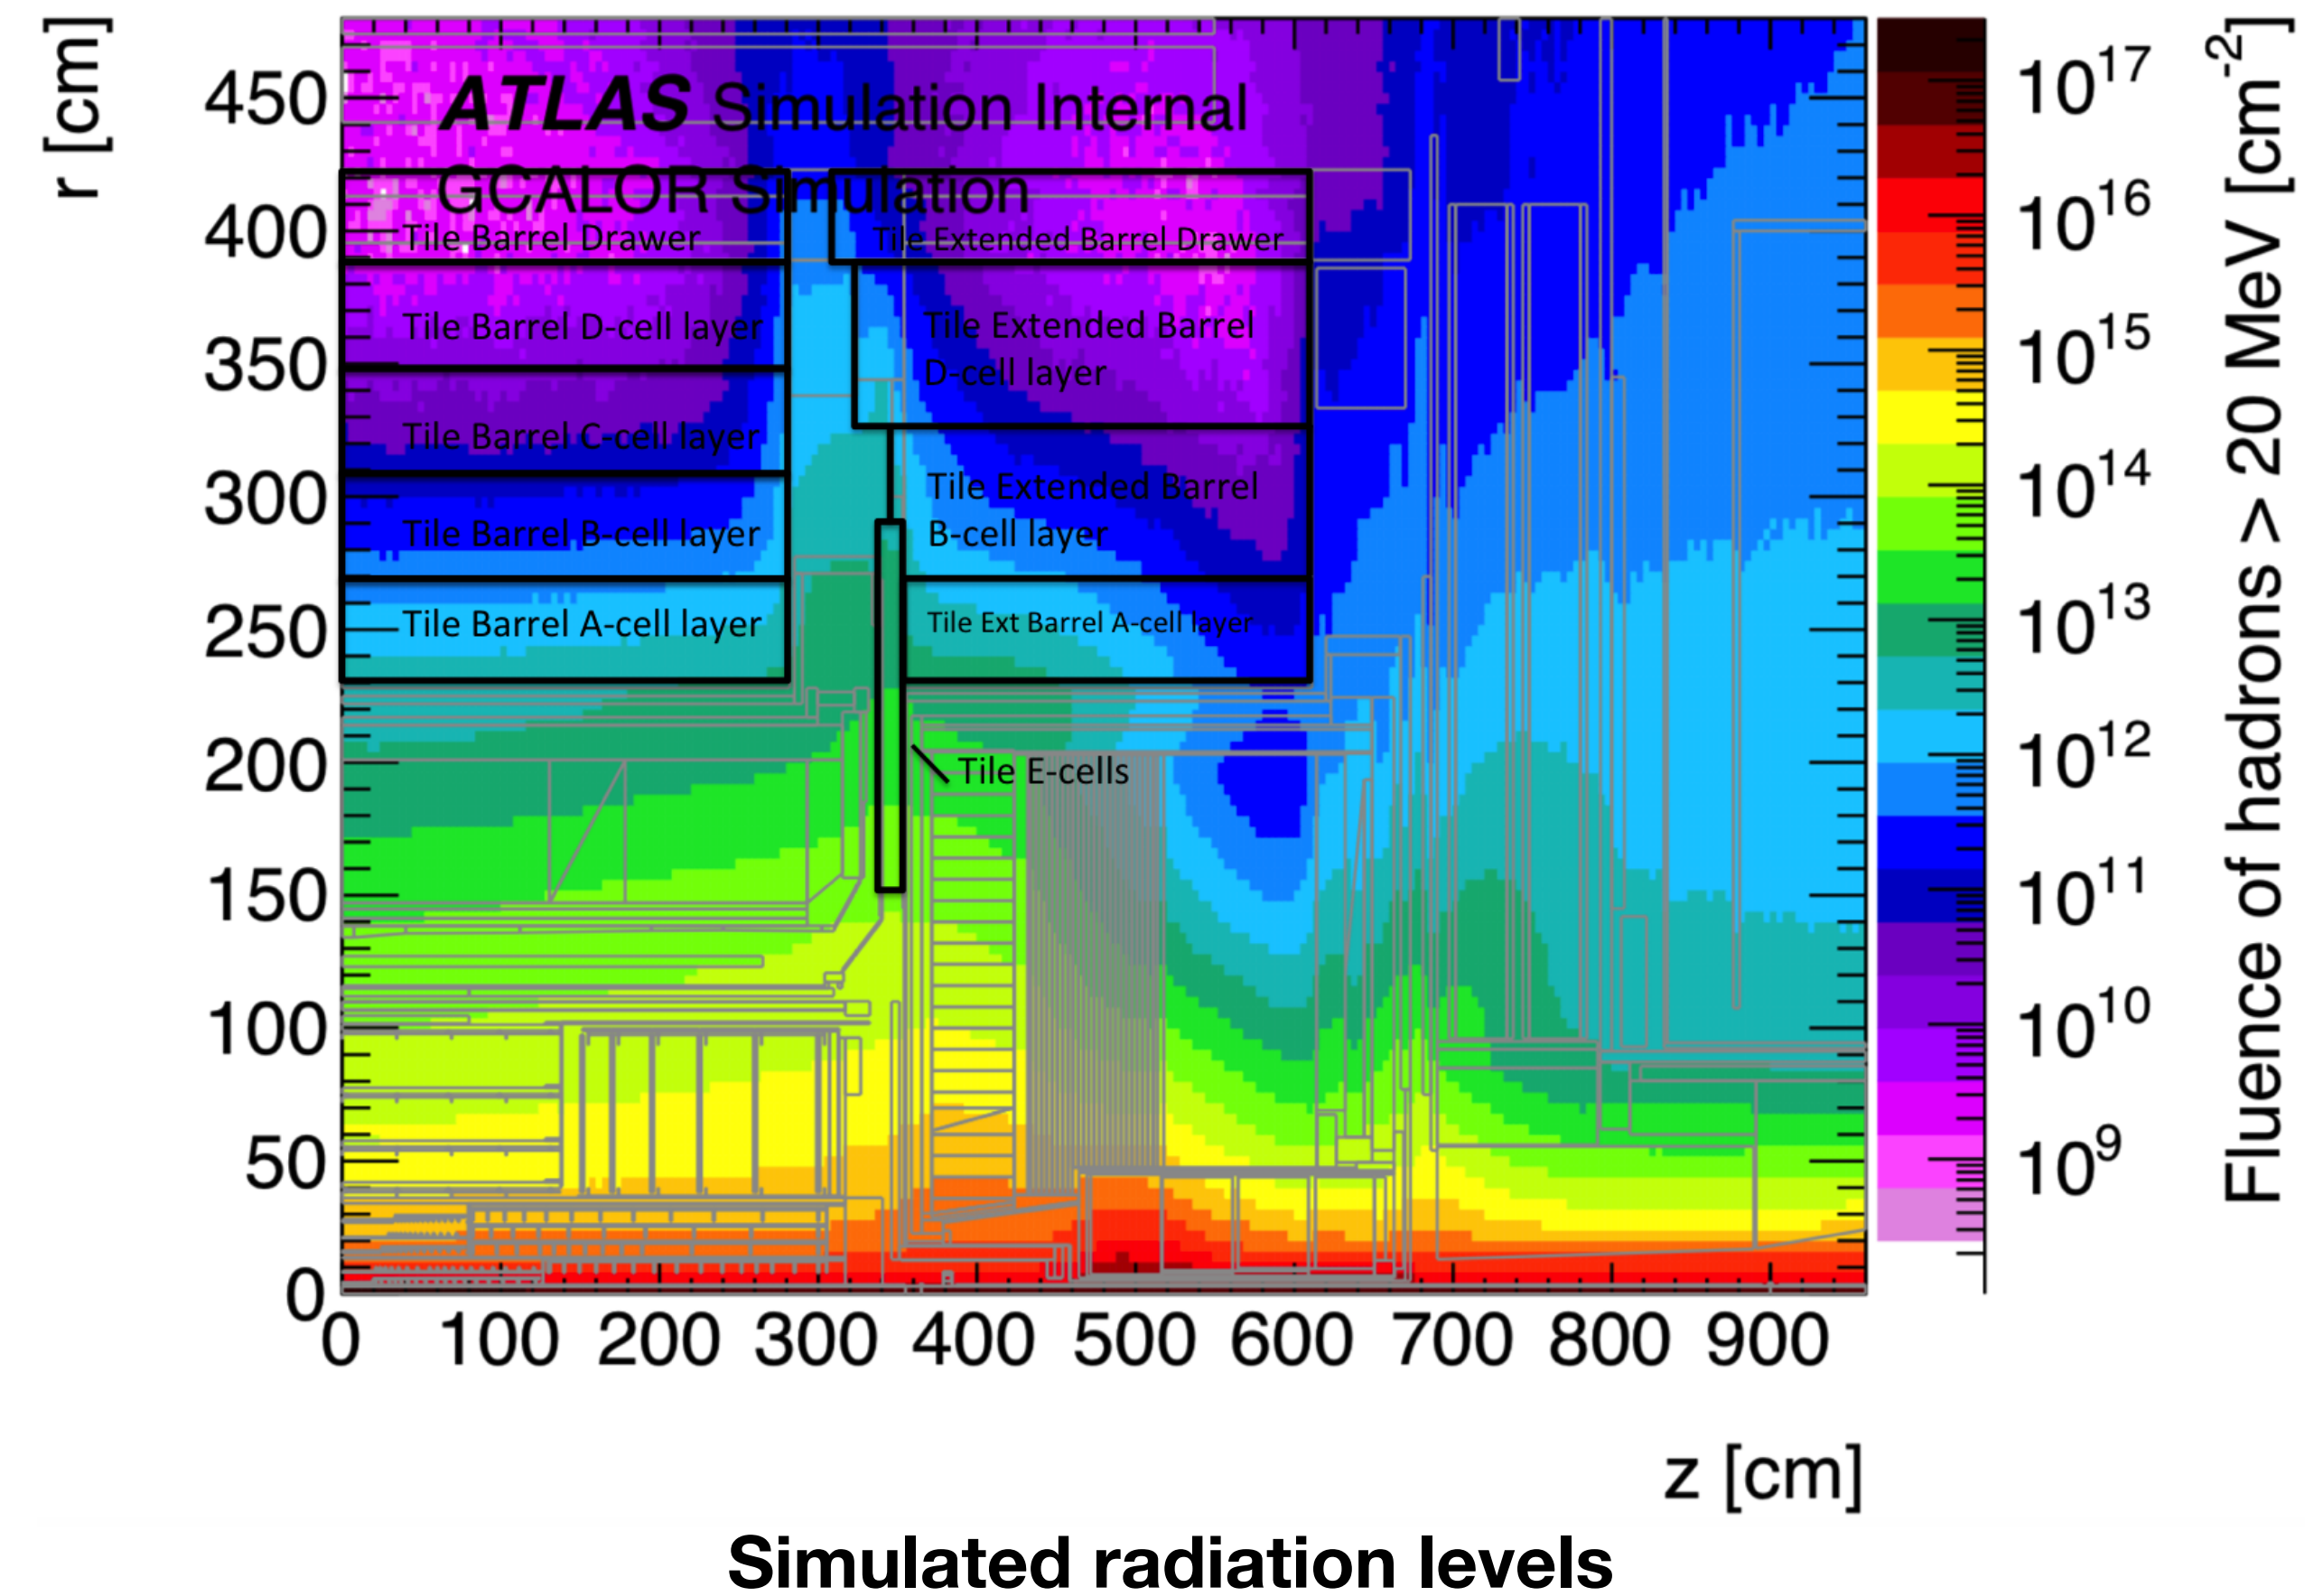 r [cm]
450
400
350
300
250
200
150
100
50
0
ATLAS Simulation Internal
GCALOR Simulation
Tile Barrel Drawer
Tile Extended Barrel Drawer
Tile Barrel D-cell layer
Tile Extended Barrel
D-cell layer
Tile Barrel C-cell layer
Tile Extended Barrel
B-cell layer
Tile Barrel B-cell layer
Tile Barrel A-cell layer
Tile Ext Barrel A-cell layer
Tile E-cells
0 100 200 300 400 500 600 700 800 900
z [cm]
10^17
10^16
10^15
10^14
10^13
10^12
10^11
10^10
10^9
Fluence of hadrons > 20 MeV [cm^-2]
Simulated radiation levels